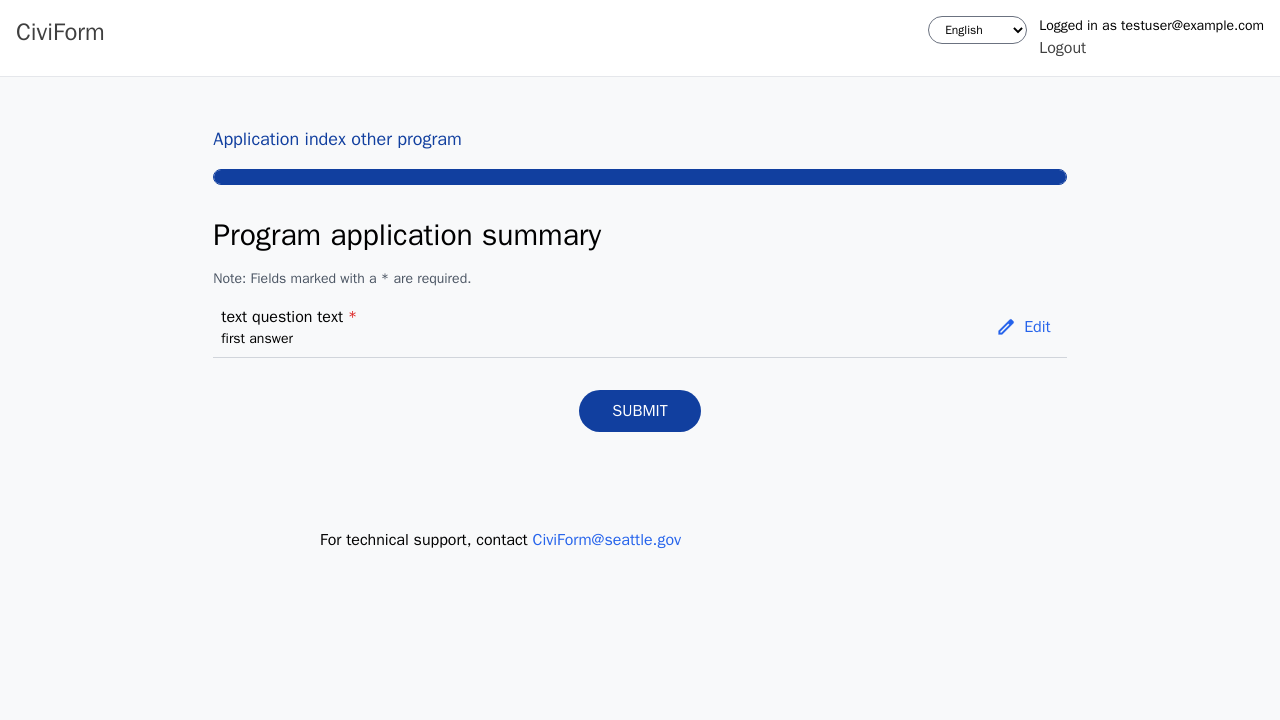 CiviForm
English
Logged in as testuser@example.com
Logout
Application index other program
Program application summary
Note: Fields marked with a * are required.
text question text *
first answer
Edit
SUBMIT
For technical support, contact CiviForm@seattle.gov